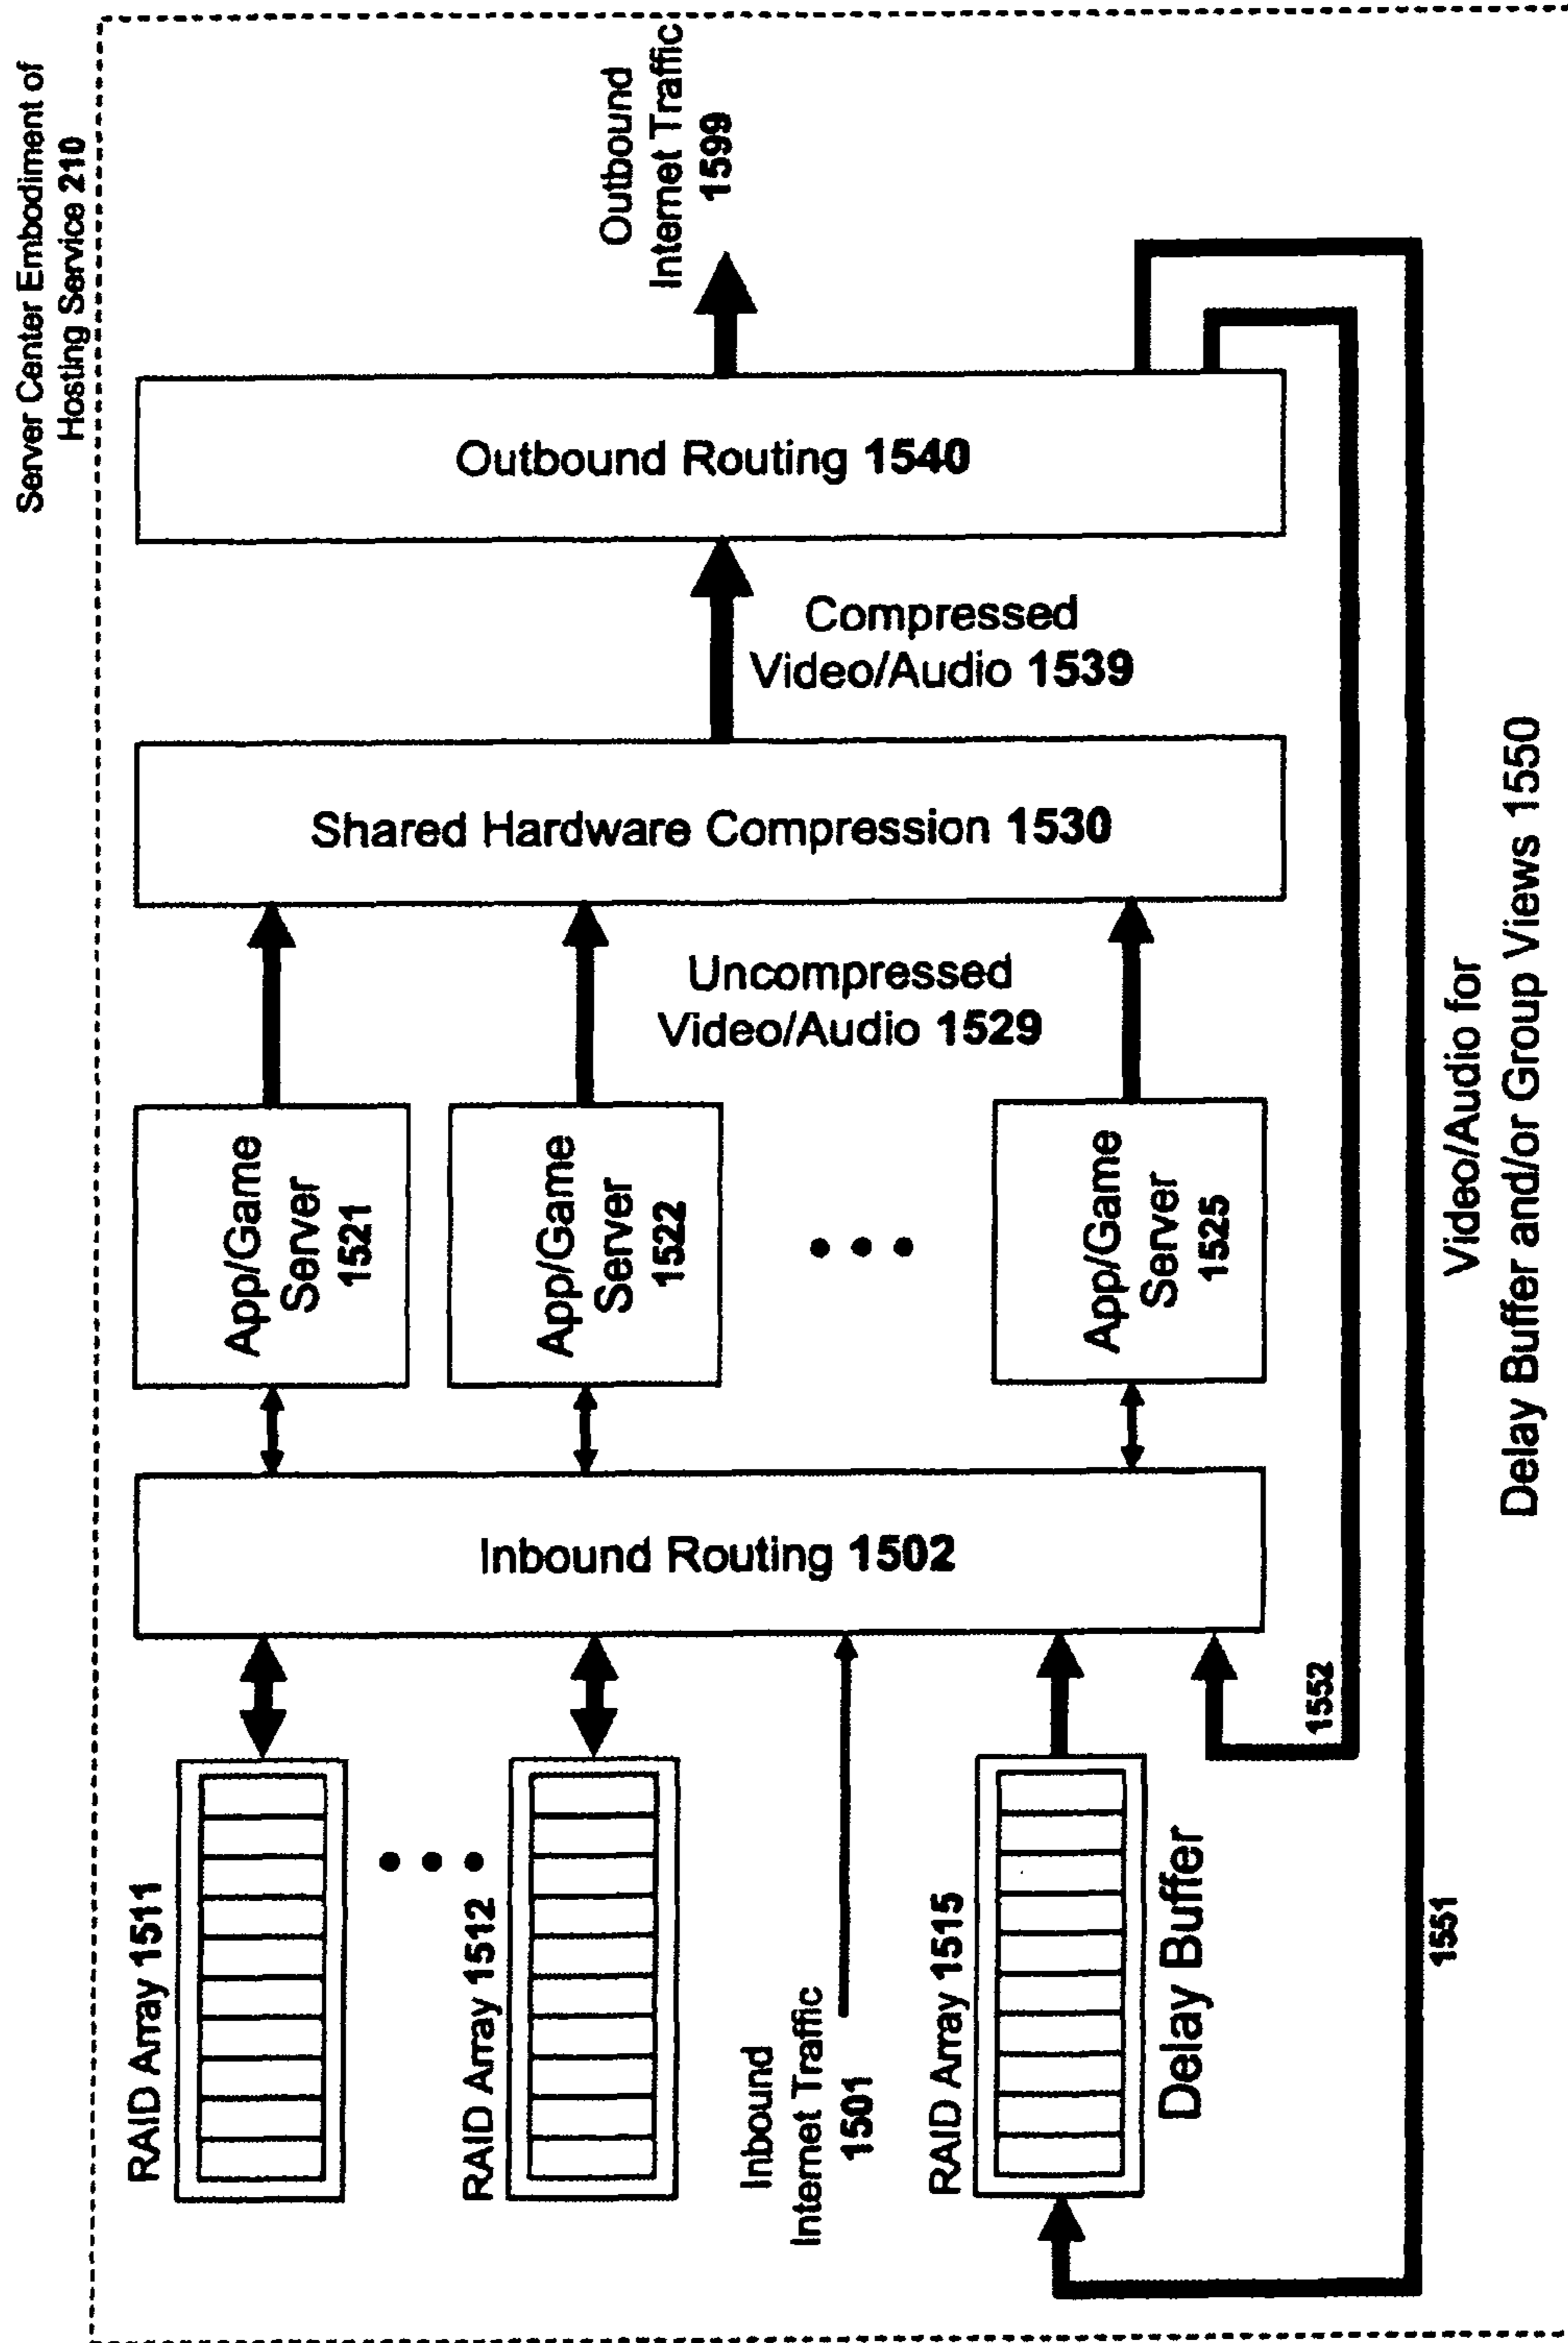 Server Center Embodiment of
Hosting Service 210
RAID Array 1511
RAID Array 1512
Inbound
Internet Traffic
1501
RAID Array 1515
Delay Buffer
Inbound Routing 1502
App/Game
Server
1521
App/Game
Server
1522
App/Game
Server
1525
Uncompressed
Video/Audio 1529
Shared Hardware Compression 1530
Compressed
Video/Audio 1539
Outbound Routing 1540
Outbound
Internet Traffic
1599
1552
1551
Video/Audio for
Delay Buffer and/or Group Views 1550